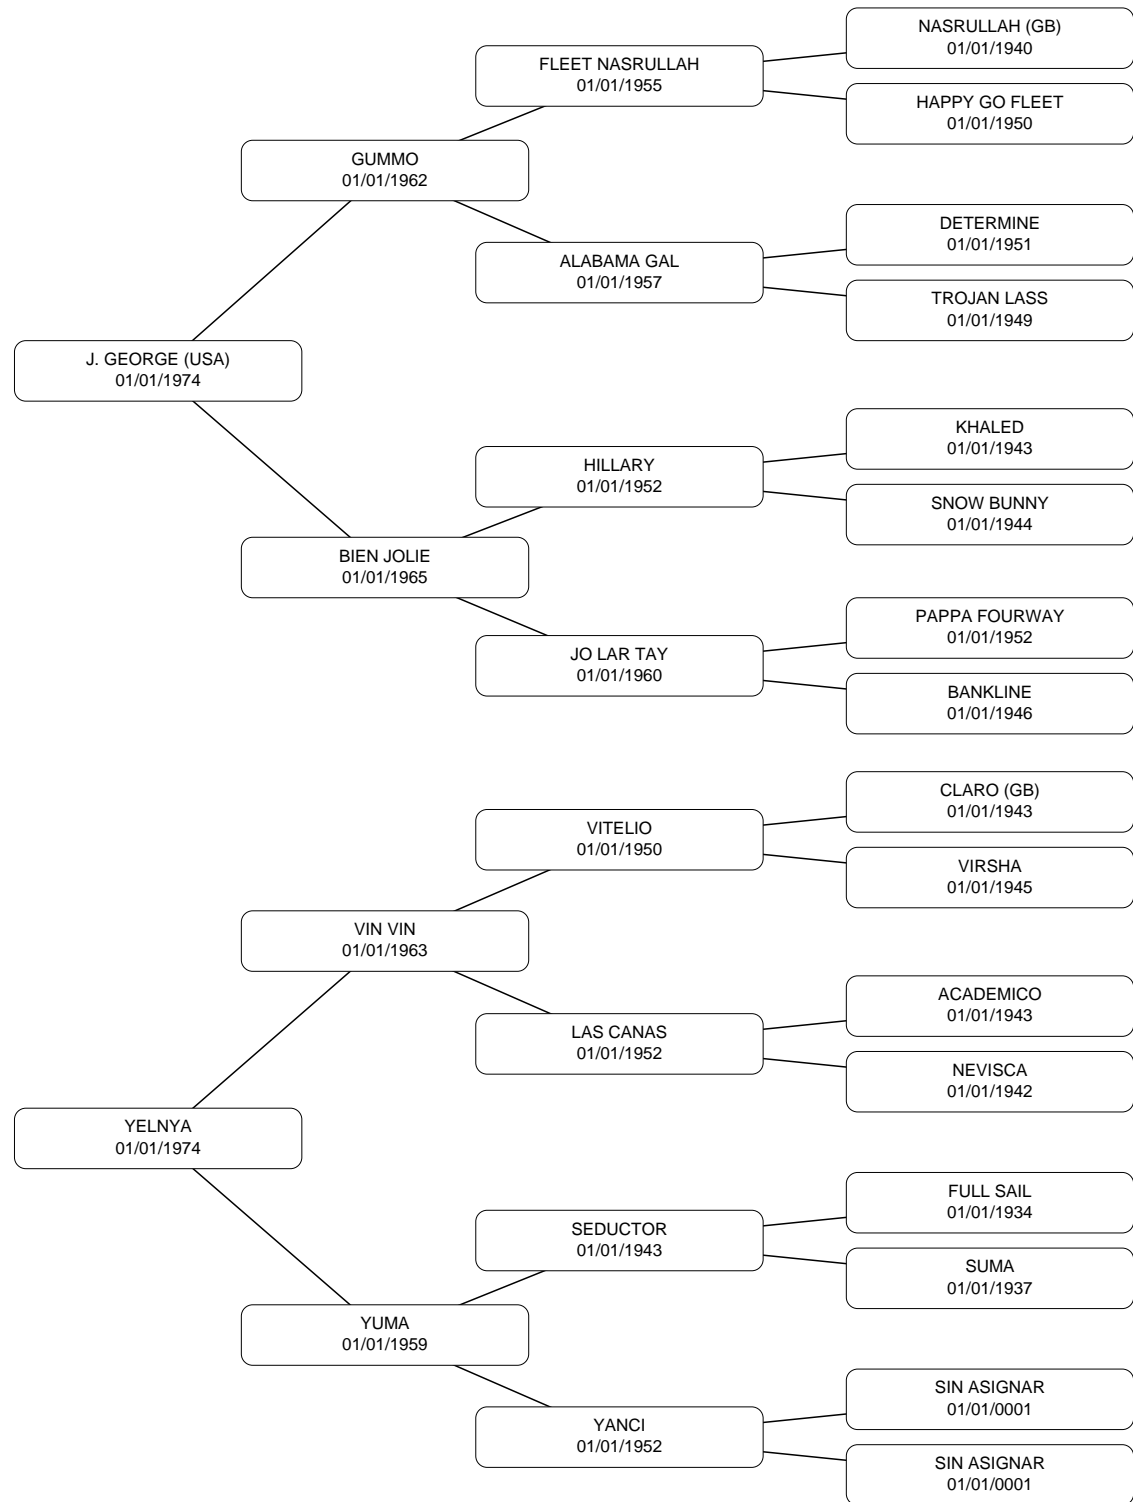 NASRULLAH (GB)
01/01/1940
FLEET NASRULLAH
01/01/1955
HAPPY GO FLEET
01/01/1950
GUMMO
01/01/1962
DETERMINE
01/01/1951
ALABAMA GAL
01/01/1957
TROJAN LASS
01/01/1949
J. GEORGE (USA)
01/01/1974
KHALED
01/01/1943
HILLARY
01/01/1952
SNOW BUNNY
01/01/1944
BIEN JOLIE
01/01/1965
PAPPA FOURWAY
01/01/1952
JO LAR TAY
01/01/1960
BANKLINE
01/01/1946
CLARO (GB)
01/01/1943
VITELIO
01/01/1950
VIRSHA
01/01/1945
VIN VIN
01/01/1963
ACADEMICO
01/01/1943
LAS CANAS
01/01/1952
NEVISCA
01/01/1942
YELNYA
01/01/1974
FULL SAIL
01/01/1934
SEDUCTOR
01/01/1943
SUMA
01/01/1937
YUMA
01/01/1959
SIN ASIGNAR
01/01/0001
YANCI
01/01/1952
SIN ASIGNAR
01/01/0001